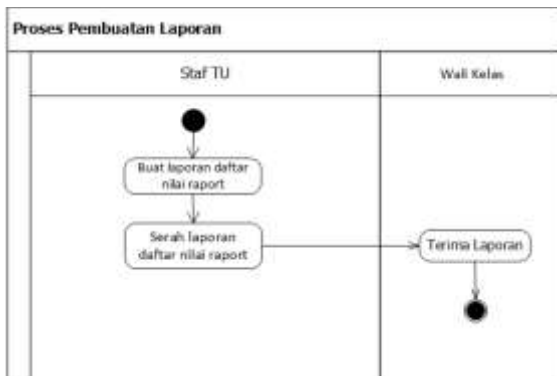 Proses Pembuatan Laporan
Staf TU
Wali Kelas
Buat laporan daftar
nilai raport
Serah laporan
daftar nilai raport
Terima Laporan